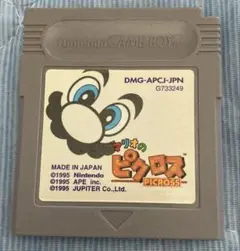 Nintendo GAME BOY
DMG-APCJ-JPN
G733249
マリオの
ピクロス
PICROSS
MADE IN JAPAN
©1995 Nintendo
©1995 APE inc.
©1995 JUPITER Co., Ltd.